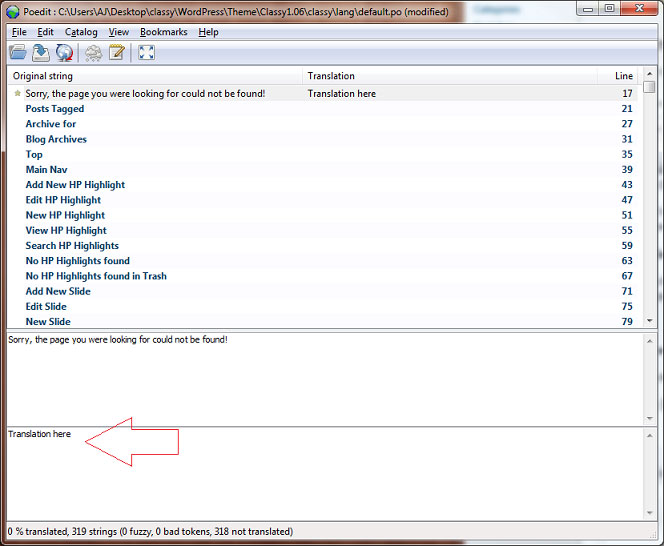 Categories
Poedit : C:\Users\AJ\Desktop\classy\WordPress\Theme\Classy1.06\classy\lang\default.po (modified)
File Edit Catalog View Bookmarks Help
Original string Translation Line
Sorry, the page you were looking for could not be found! Translation here 17
Posts Tagged 21
Archive for 27
Blog Archives 31
Top 35
Main Nav 39
Add New HP Highlight 43
Edit HP Highlight 47
New HP Highlight 51
View HP Highlight 55
Search HP Highlights 59
No HP Highlights found 63
No HP Highlights found in Trash 67
Add New Slide 71
Edit Slide 75
New Slide 79
Sorry, the page you were looking for could not be found!
Translation here
0 % translated, 319 strings (0 fuzzy, 0 bad tokens, 318 not translated)